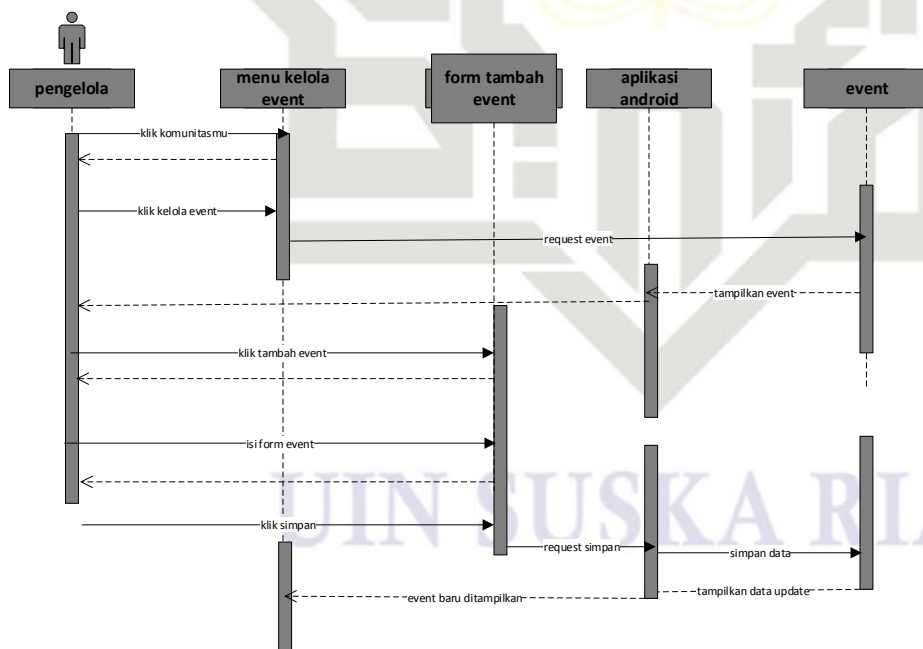 pengelola
menu kelola
event
form tambah
event
aplikasi
android
event
klik komunitasmu
klik kelola event
request event
tampilkan event
klik tambah event
isi form event
UIN SUSKA RIA
klik simpan
request simpan
simpan data
tampilkan data update
event baru ditampilkan